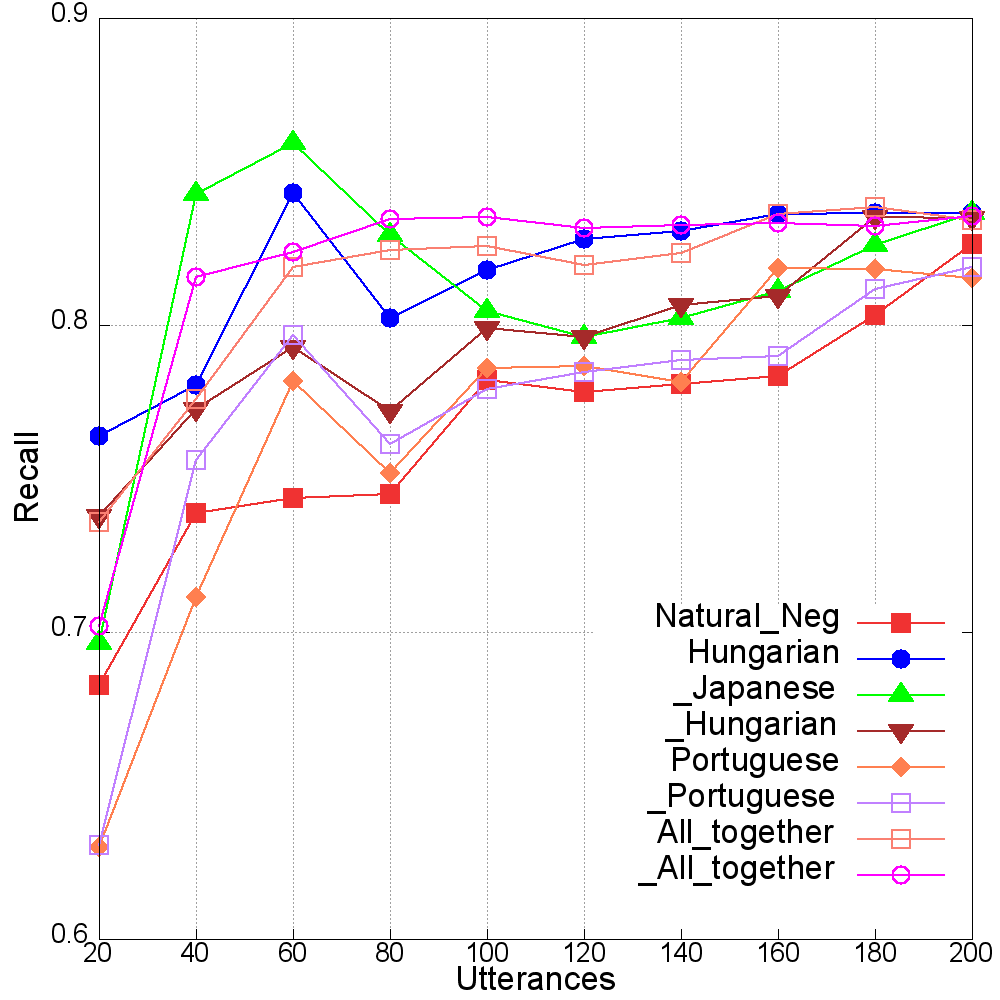 0.9
0.8
0.7
0.6
Recall
20 40 60 80 100 120 140 160 180 200
Utterances
Natural_Neg
Hungarian
_Japanese
_Hungarian
Portuguese
_Portuguese
All_together
_All_together